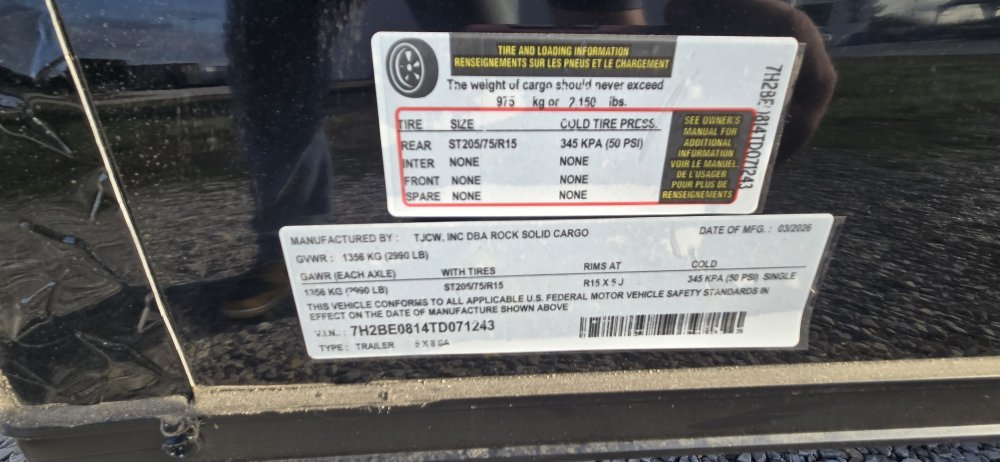 TIRE AND LOADING INFORMATION
RENSEIGNEMENTS SUR LES PNEUS ET LE CHARGEMENT
The weight of cargo should never exceed
975 kg or 2,150 lbs.
TIRE SIZE COLD TIRE PRESS.
REAR ST205/75/R15 345 KPA (50 PSI)
INTER NONE NONE
FRONT NONE NONE
SPARE NONE NONE
SEE OWNER'S
MANUAL FOR
ADDITIONAL
INFORMATION
VOIR LE MANUEL
DE L'USAGER
POUR PLUS DE
RENSEIGNEMENTS
7H2BE0814TD071243
MANUFACTURED BY : TJCW, INC DBA ROCK SOLID CARGO DATE OF MFG. : 03/2026
GVWR : 1356 KG (2990 LB)
GAWR (EACH AXLE) WITH TIRES RIMS AT COLD
1356 KG (2990 LB) ST205/75/R15 R15 X 5 J 345 KPA (50 PSI) SINGLE
THIS VEHICLE CONFORMS TO ALL APPLICABLE U.S. FEDERAL MOTOR VEHICLE SAFETY STANDARDS IN
EFFECT ON THE DATE OF MANUFACTURE SHOWN ABOVE
V.I.N. : 7H2BE0814TD071243
TYPE : TRAILER X 8 SA